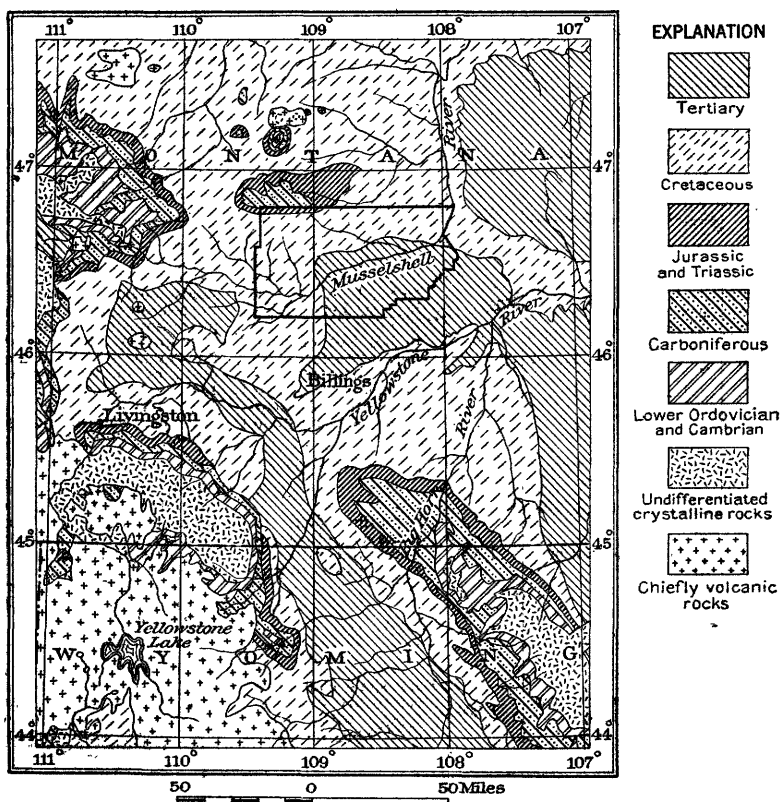 111° 110° 109° 108° 107°
EXPLANATION
Tertiary
Cretaceous
Jurassic
and Triassic
Carboniferous
Lower Ordovician
and Cambrian
Undifferentiated
crystalline rocks
Chiefly volcanic
rocks
River
M O N T A N A
47° 47°
Musselshell
River
46° 46°
Billings
Yellowstone
Livingston
River
45° 45°
Yellowstone
Lake
W Y O M I N G
44° 44°
111° 110° 109° 108° 107°
50 0 50 Miles